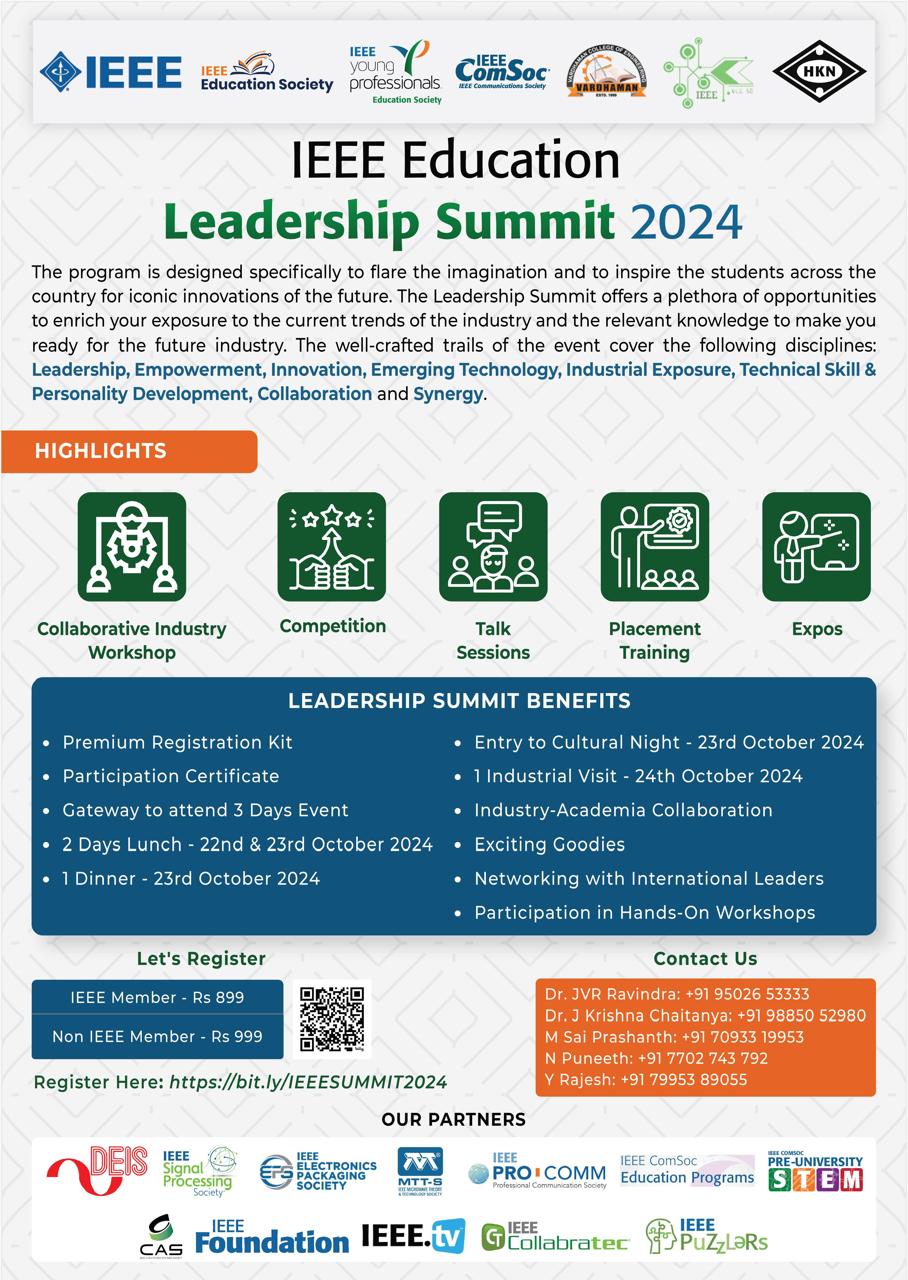 IEEE
IEEE
Education Society
IEEE
young
professionals
Education Society
IEEE
ComSoc®
IEEE Communications Society
VARDHAMAN COLLEGE OF ENGINEERING
VARDHAMAN
ESTD. 1999
IEEE
HKN
IEEE Education
Leadership Summit 2024
The program is designed specifically to flare the imagination and to inspire the students across the
country for iconic innovations of the future. The Leadership Summit offers a plethora of opportunities
to enrich your exposure to the current trends of the industry and the relevant knowledge to make you
ready for the future industry. The well-crafted trails of the event cover the following disciplines:
Leadership, Empowerment, Innovation, Emerging Technology, Industrial Exposure, Technical Skill &
Personality Development, Collaboration and Synergy.
HIGHLIGHTS
Collaborative Industry
Workshop
Competition
Talk
Sessions
Placement
Training
Expos
LEADERSHIP SUMMIT BENEFITS
• Premium Registration Kit
• Participation Certificate
• Gateway to attend 3 Days Event
• 2 Days Lunch - 22nd & 23rd October 2024
• 1 Dinner - 23rd October 2024
• Entry to Cultural Night - 23rd October 2024
• 1 Industrial Visit - 24th October 2024
• Industry-Academia Collaboration
• Exciting Goodies
• Networking with International Leaders
• Participation in Hands-On Workshops
Let's Register
IEEE Member - Rs 899
Non IEEE Member - Rs 999
Register Here: https://bit.ly/IEEESUMMIT2024
Contact Us
Dr. JVR Ravindra: +91 95026 53333
Dr. J Krishna Chaitanya: +91 98850 52980
M Sai Prashanth: +91 70933 19953
N Puneeth: +91 7702 743 792
Y Rajesh: +91 79953 89055
OUR PARTNERS
DEIS
IEEE
Signal
Processing
Society
EPS
IEEE
ELECTRONICS
PACKAGING
SOCIETY
MTT-S
IEEE MICROWAVE THEORY
& TECHNOLOGY SOCIETY
IEEE
PRO COMM
Professional Communication Society
IEEE ComSoc
Education Programs
IEEE COMSOC
PRE-UNIVERSITY
STEM
CAS
IEEE
Foundation
IEEE.tv
IEEE
Collabratec
IEEE
PuZzLeRs